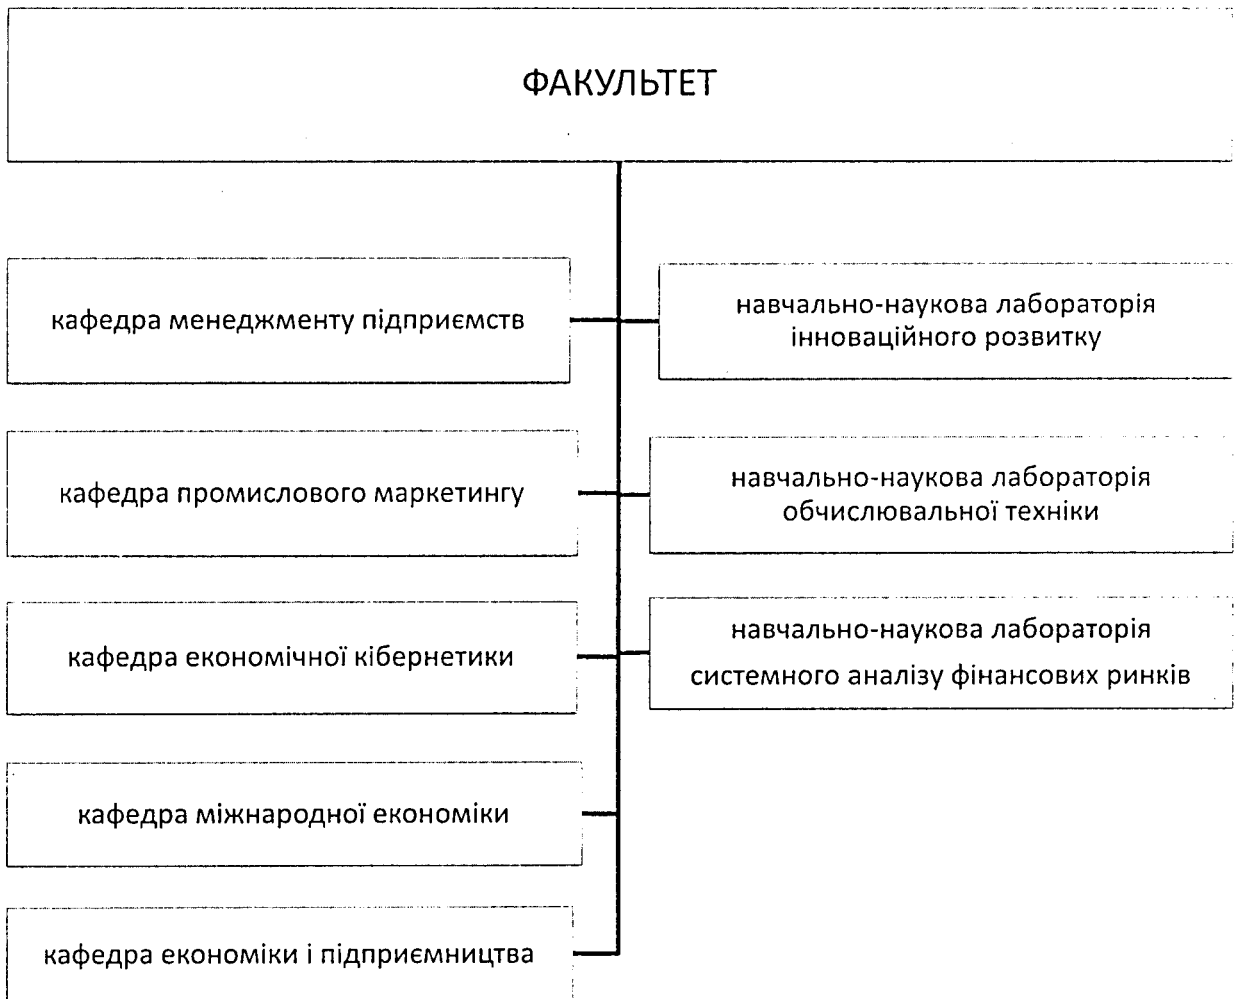 ФАКУЛЬТЕТ
кафедра менеджменту підприємств
навчально-наукова лабораторія
інноваційного розвитку
кафедра промислового маркетингу
навчально-наукова лабораторія
обчислювальної техніки
кафедра економічної кібернетики
навчально-наукова лабораторія
системного аналізу фінансових ринків
кафедра міжнародної економіки
кафедра економіки і підприємництва